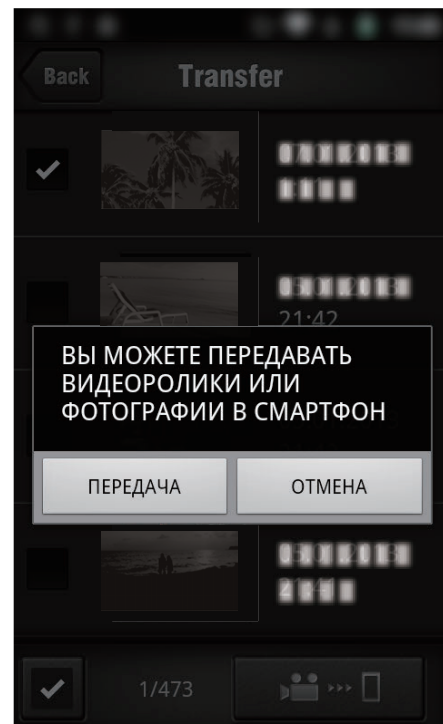 Back
Transfer
21:42
ВЫ МОЖЕТЕ ПЕРЕДАВАТЬ
ВИДЕОРОЛИКИ ИЛИ
ФОТОГРАФИИ В СМАРТФОН
ПЕРЕДАЧА
ОТМЕНА
1/473